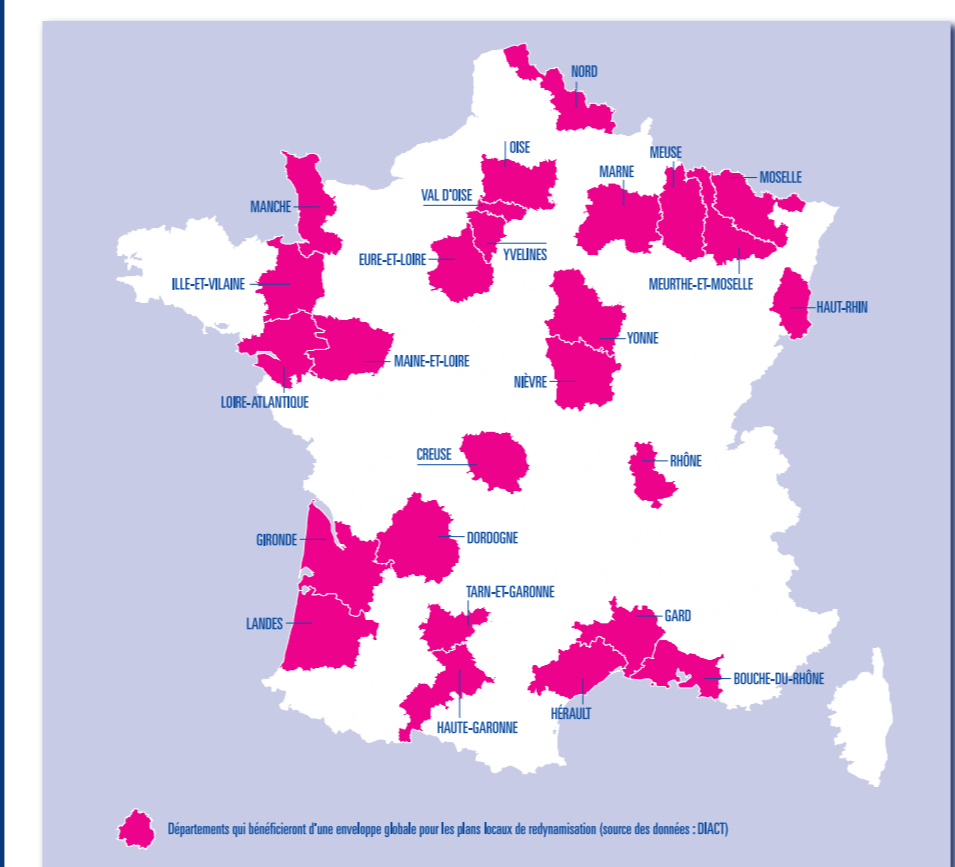 NORD
OISE
MEUSE
MARNE
MOSELLE
VAL D'OISE
MANCHE
YVELINES
EURE-ET-LOIRE
ILLE-ET-VILAINE
MEURTHE-ET-MOSELLE
HAUT-RHIN
YONNE
MAINE-ET-LOIRE
NIÈVRE
LOIRE-ATLANTIQUE
CREUSE
RHÔNE
GIRONDE
DORDOGNE
TARN-ET-GARONNE
GARD
LANDES
BOUCHE-DU-RHÔNE
HÉRAULT
HAUTE-GARONNE
Départements qui bénéficieront d'une enveloppe globale pour les plans locaux de redynamisation (source des données : DIACT)